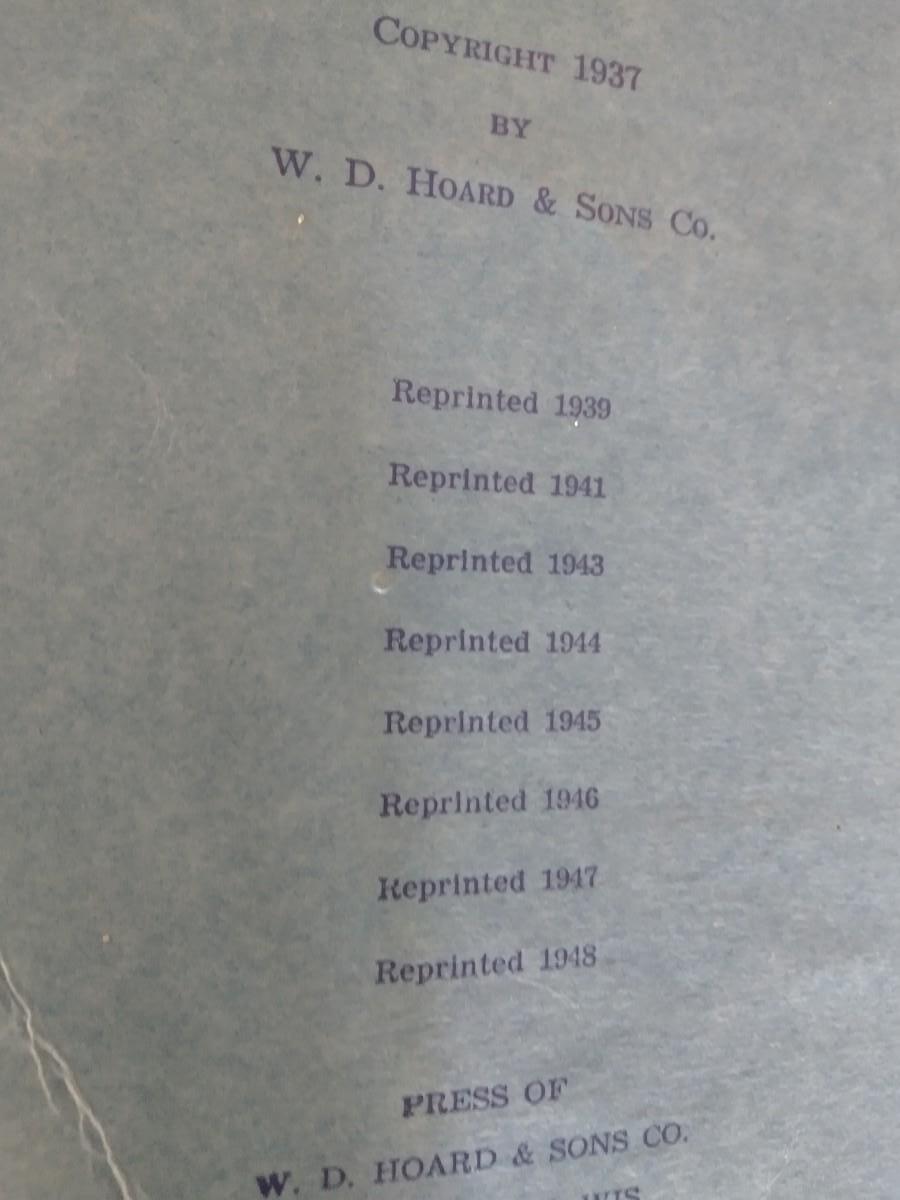 COPYRIGHT 1937
BY
W. D. HOARD & SONS CO.
Reprinted 1939
Reprinted 1941
Reprinted 1943
Reprinted 1944
Reprinted 1945
Reprinted 1946
Reprinted 1947
Reprinted 1948
PRESS OF
W. D. HOARD & SONS CO.
WIS